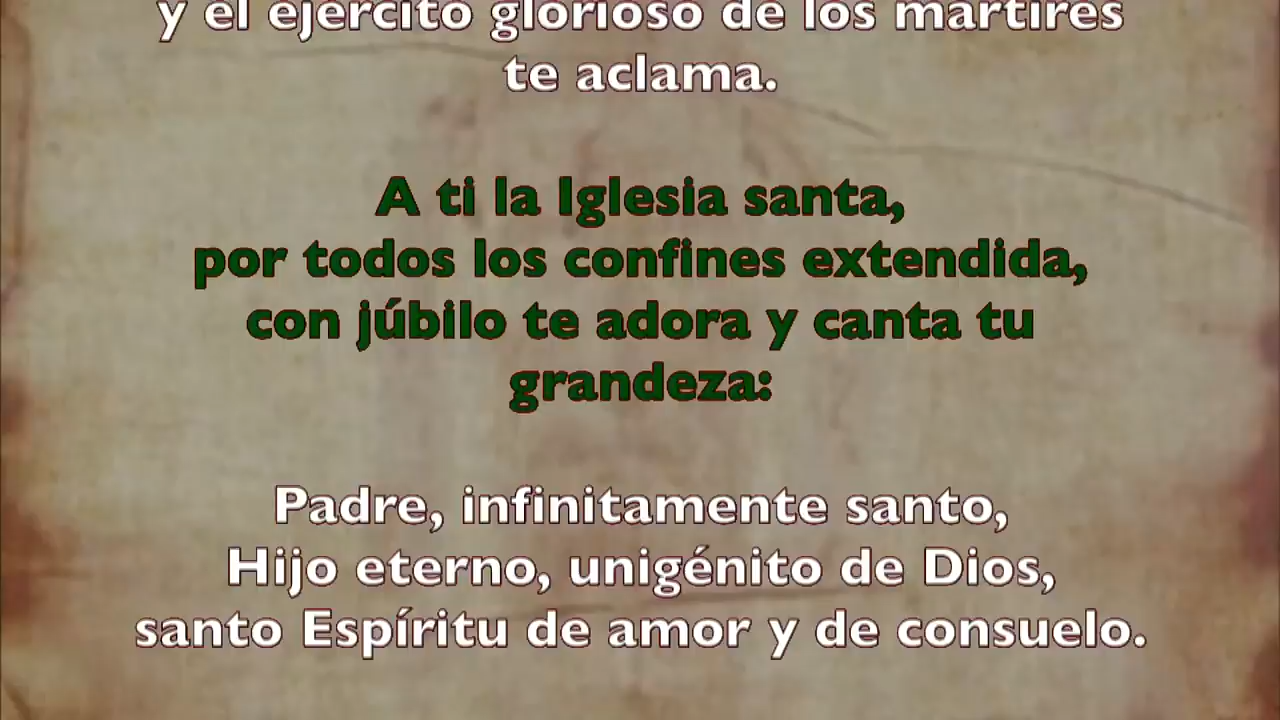 y el ejército glorioso de los mártires
te aclama.
A ti la Iglesia santa,
por todos los confines extendida,
con júbilo te adora y canta tu
grandeza:
Padre, infinitamente santo,
Hijo eterno, unigénito de Dios,
santo Espíritu de amor y de consuelo.